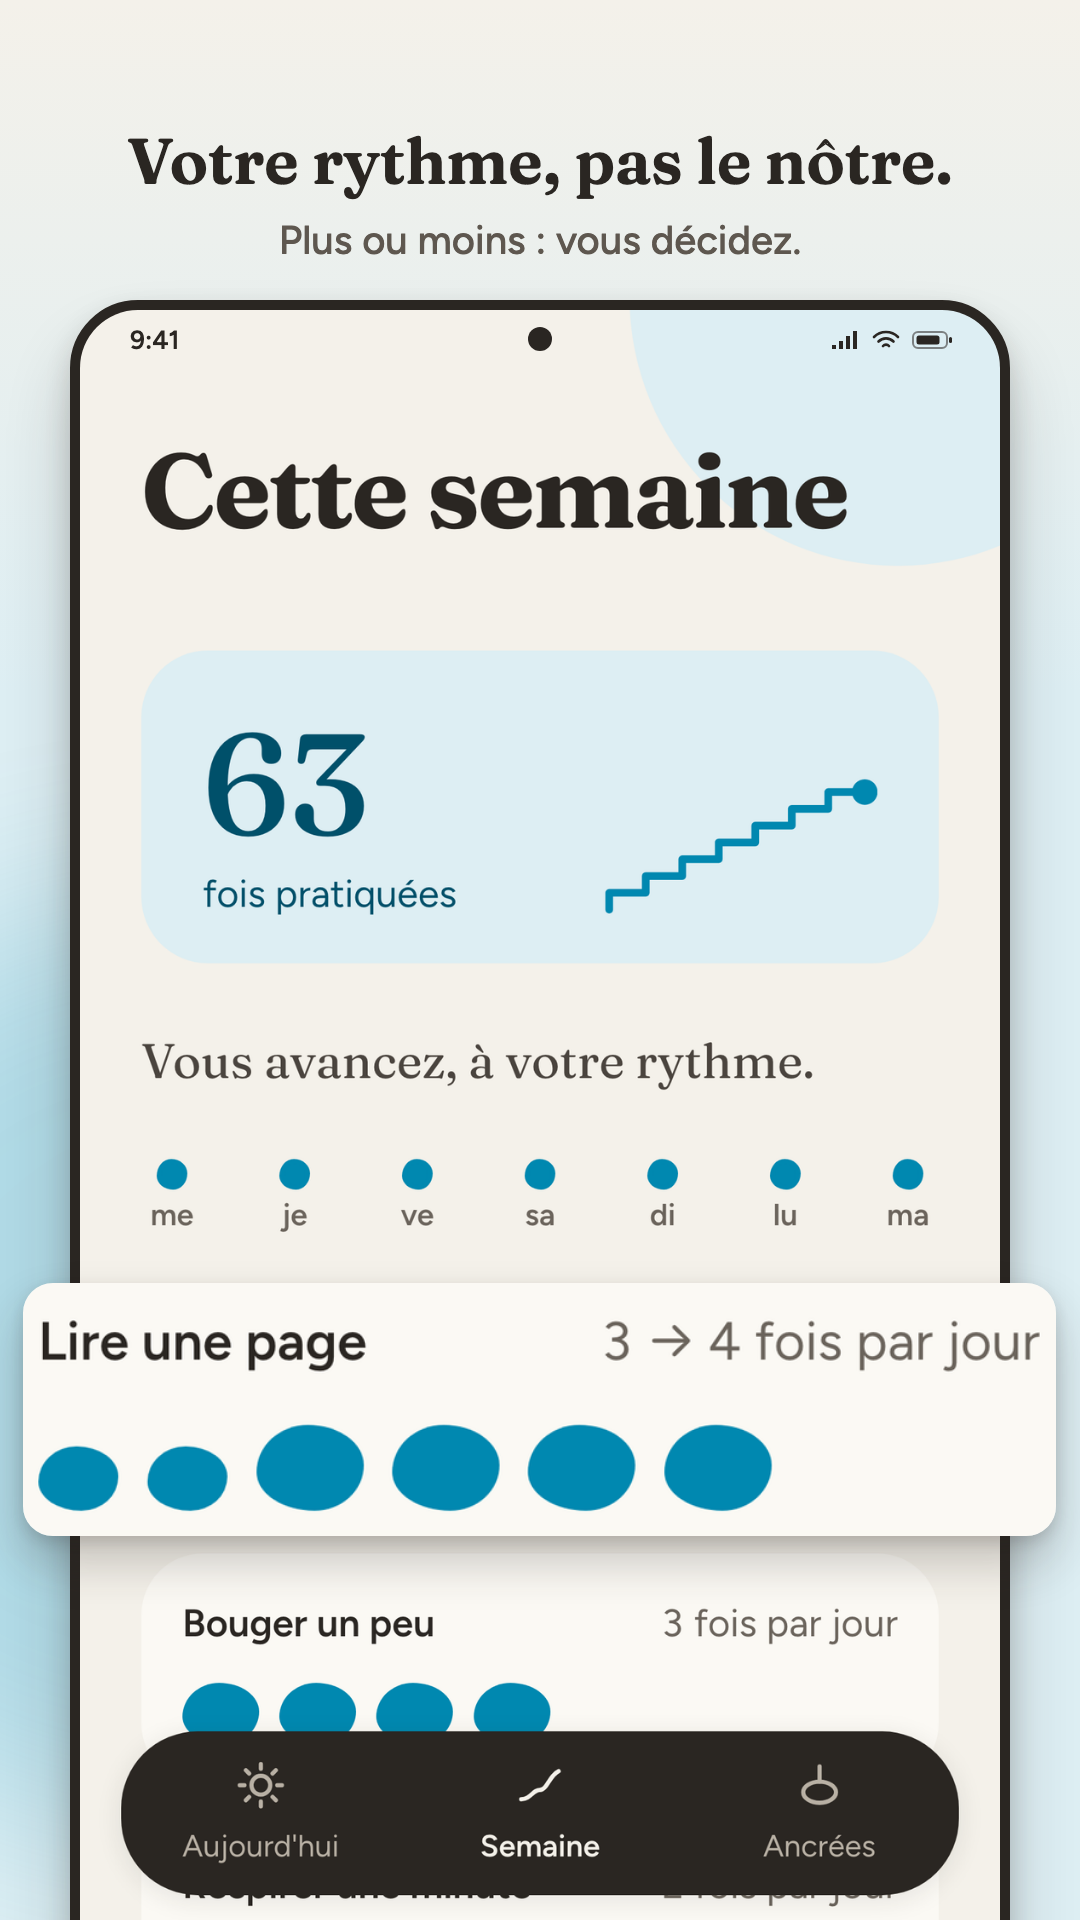 Votre rythme, pas le nôtre.
Plus ou moins : vous décidez.
9:41
Cette semaine
63
fois pratiquées
Vous avancez, à votre rythme.
me je ve sa di lu ma
Lire une page 3 → 4 fois par jour
Bouger un peu 3 fois par jour
Aujourd'hui Semaine Ancrées